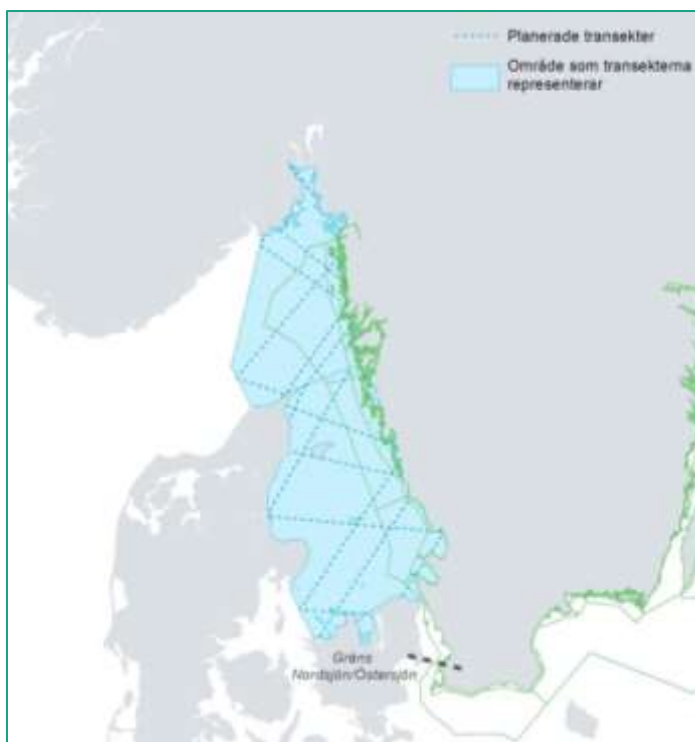 Planerade transekter
Område som transekterna
representerar
Gräns
Nordsjön/Östersjön